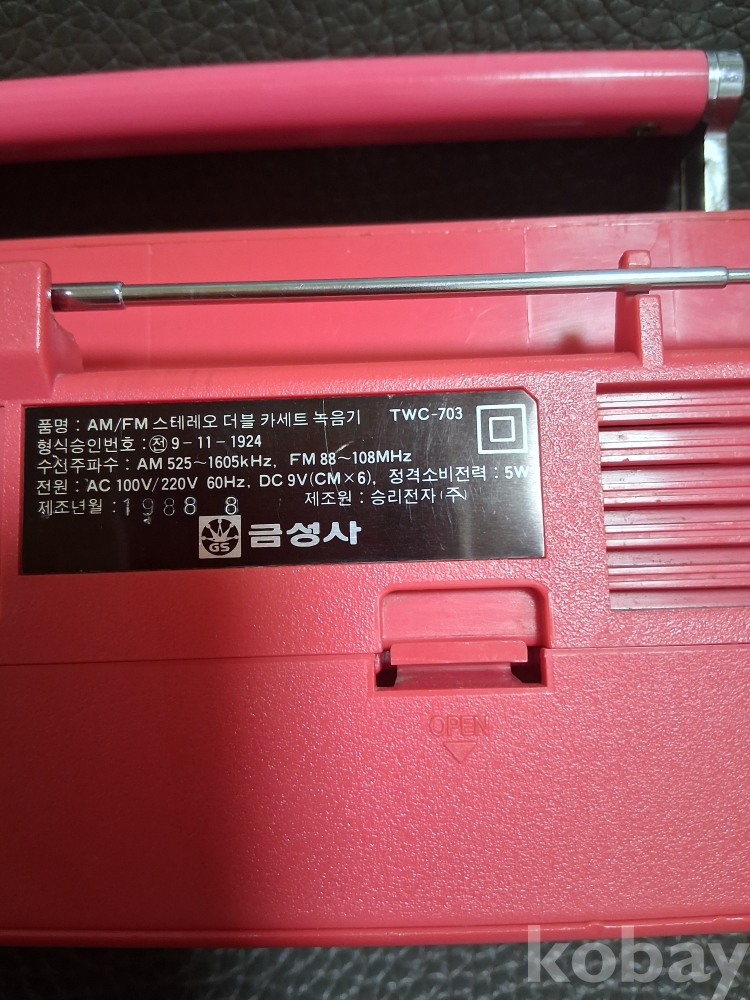 품명 : AM/FM 스테레오 더블 카세트 녹음기 TWC-703
형식승인번호 : 전 9-11-1924
수신주파수 : AM 525~1605kHz, FM 88~108MHz
전원 : AC 100V/220V 60Hz, DC 9V(CM×6), 정격소비전력 : 5W
제조년월 : 1988 8 제조원 : 승리전자(주)
GS 금성사
OPEN
kobay